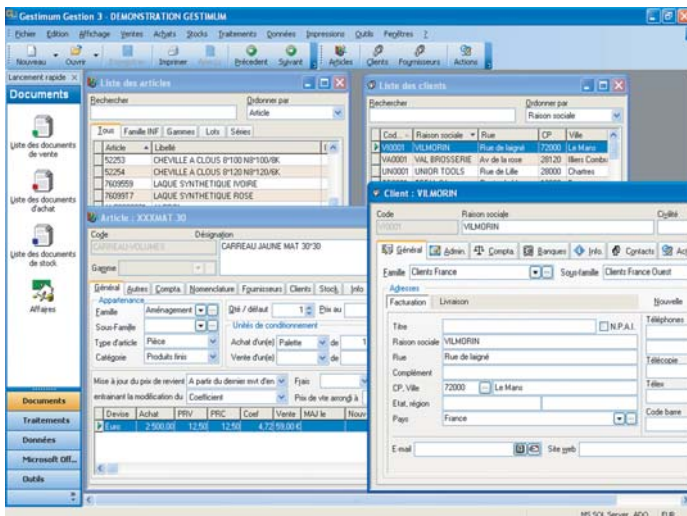 Gestimum Gestion 3 - DEMONSTRATION GESTIMUM
Fichier Edition Affichage Ventes Achats Stocks Traitements Données Impressions Outils Fenêtres ?
Nouveau Ouvrir Imprimer Aperçu Précédent Suivant Articles Clients Fournisseurs Actions
Lancement rapide
Documents
Liste des documents de vente
Liste des documents d'achat
Liste des documents de stock
Affaires
Documents
Traitements
Données
Microsoft Off...
Outils
Liste des articles
Rechercher Ordonner par
Article
Tous Famille INF Gammes Lots Séries
Article Libellé
52253 CHEVILLE A CLOUS 8*100 N8*100/BK
52254 CHEVILLE A CLOUS 8*120 N8*120/6K
7609559 LAQUE SYNTHETIQUE IVOIRE
7609917 LAQUE SYNTHETIQUE ROSE
Liste des clients
Rechercher Ordonner par
Raison sociale
Cod... Raison sociale Rue CP Ville
VI0001 VILMORIN Rue de laigné 72000 Le Mans
VA0001 VAL BROSSERIE Av de la rose 28120 Illiers Comb
UN0001 UNION TOOLS Rue de Lille 28000 Chartres
Article : XXXMAT 30
Code Désignation
CARREAU-VOLUMES CARREAU JAUNE MAT 30*30
Gamme
Général Autres Compta Nomenclature Fournisseurs Clients Stock Info
Appartenance
Famille Aménagement Qté / défaut 1 Prix au
Sous-Famille Unités de conditionnement
Type d'article Pièce Achat d'un(e) Palette de
Catégorie Produits finis Vente d'un(e) de
Mise à jour du prix de revient A partir du dernier mvt d'en Frais
entrainant la modification du Coefficient Prix de vte arrondi à
Devise Achat PRV PRC Coef Vente MAJ le Nouv
Euro 2 500,00 12,50 12,50 4,72 59,00 €
Client : VILMORIN
Code Raison sociale Civilité
VI0001 VILMORIN
Général Admin. Compta Banques Info. Contacts Ac
Famille Clients France Sous-famille Clients France Ouest
Adresses
Facturation Livraison Nouvelle
Titre N.P.A.I.
Raison sociale VILMORIN
Rue Rue de laigné
Complément
CP, Ville 72000 Le Mans
Etat, région
Pays France
E-mail Site web
Téléphones
Télécopie
Télex
Code barre
MS SQL Server ADO EUR